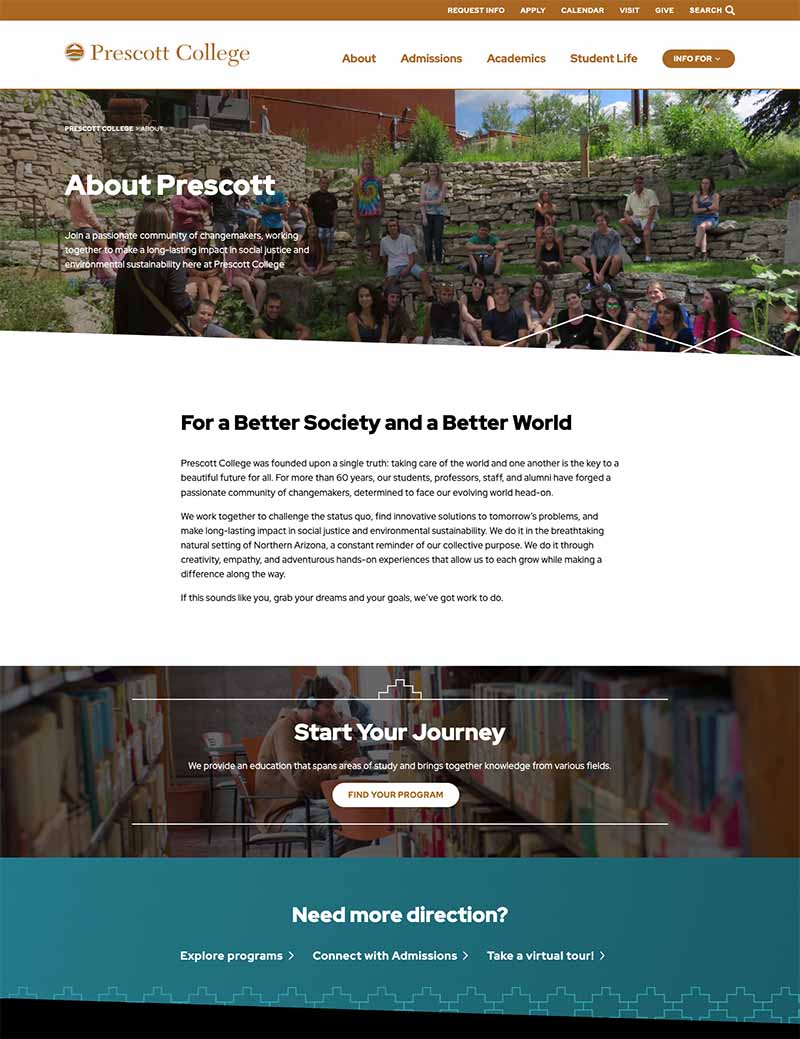 REQUEST INFO APPLY CALENDAR VISIT GIVE SEARCH
Prescott College
About Admissions Academics Student Life INFO FOR
PRESCOTT COLLEGE > ABOUT
About Prescott
Join a passionate community of changemakers, working
together to make a long-lasting impact in social justice and
environmental sustainability here at Prescott College
For a Better Society and a Better World
Prescott College was founded upon a single truth: taking care of the world and one another is the key to a
beautiful future for all. For more than 60 years, our students, professors, staff, and alumni have forged a
passionate community of changemakers, determined to face our evolving world head-on.
We work together to challenge the status quo, find innovative solutions to tomorrow's problems, and
make long-lasting impact in social justice and environmental sustainability. We do it in the breathtaking
natural setting of Northern Arizona, a constant reminder of our collective purpose. We do it through
creativity, empathy, and adventurous hands-on experiences that allow us to each grow while making a
difference along the way.
If this sounds like you, grab your dreams and your goals, we've got work to do.
Start Your Journey
We provide an education that spans areas of study and brings together knowledge from various fields.
FIND YOUR PROGRAM
Need more direction?
Explore programs > Connect with Admissions > Take a virtual tour! >